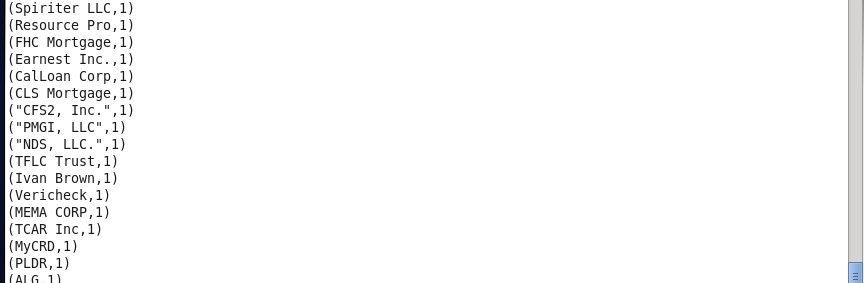 (Spiriter LLC,1)
(Resource Pro,1)
(FHC Mortgage,1)
(Earnest Inc.,1)
(CalLoan Corp,1)
(CLS Mortgage,1)
("CFS2, Inc.",1)
("PMGI, LLC",1)
("NDS, LLC.",1)
(TFLC Trust,1)
(Ivan Brown,1)
(Vericheck,1)
(MEMA CORP,1)
(TCAR Inc,1)
(MyCRD,1)
(PLDR,1)
(ALG,1)